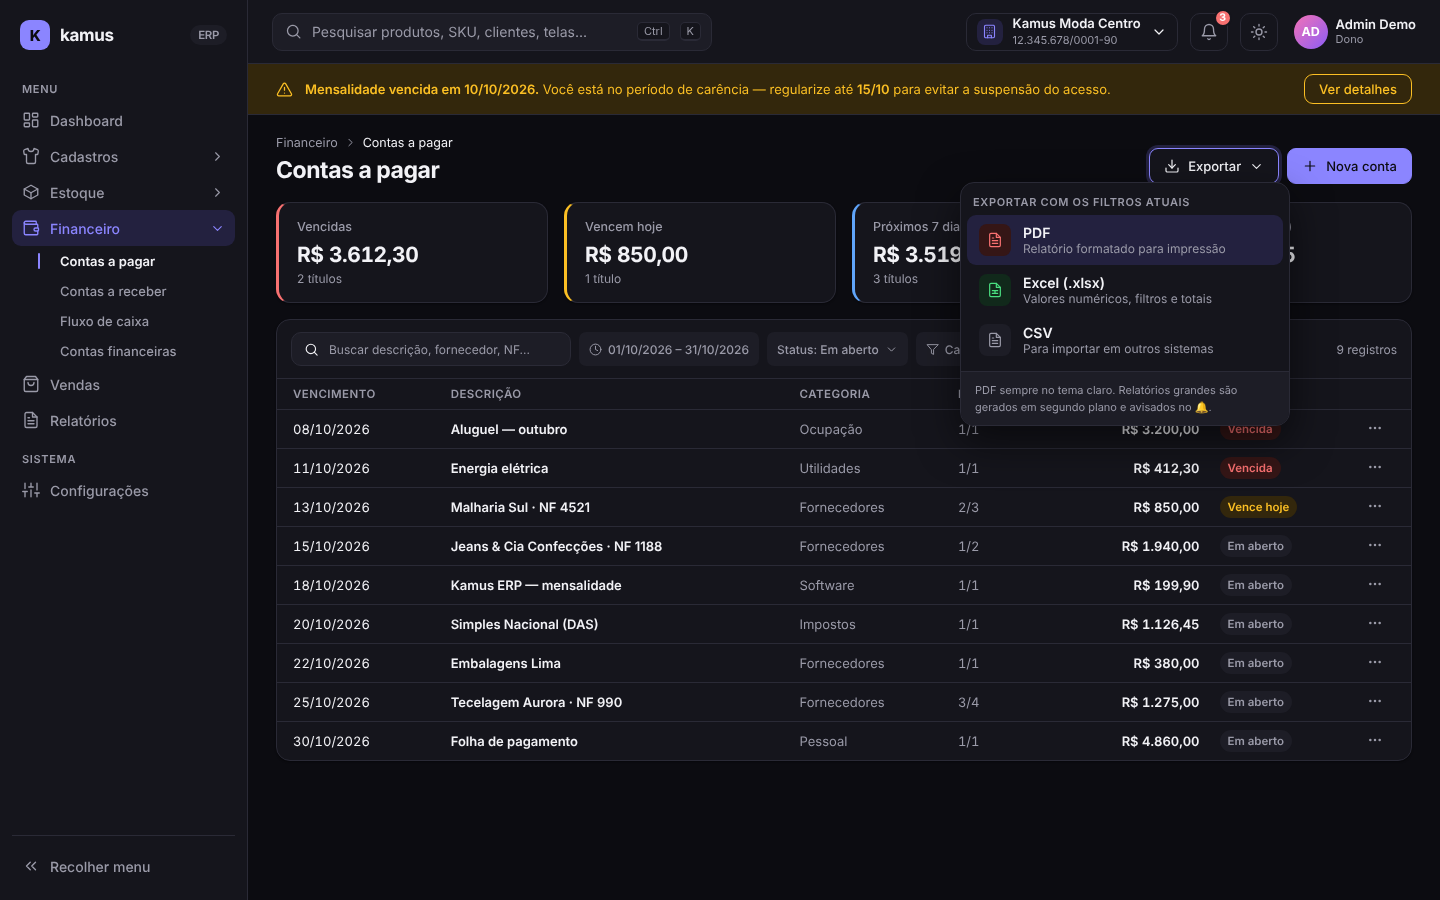 K kamus ERP
MENU
Dashboard
Cadastros
Estoque
Financeiro
Contas a pagar
Contas a receber
Fluxo de caixa
Contas financeiras
Vendas
Relatórios
SISTEMA
Configurações
Recolher menu
Pesquisar produtos, SKU, clientes, telas... Ctrl K
Kamus Moda Centro
12.345.678/0001-90
3
AD
Admin Demo
Dono
Mensalidade vencida em 10/10/2026. Você está no período de carência — regularize até 15/10 para evitar a suspensão do acesso.
Ver detalhes
Financeiro > Contas a pagar
Contas a pagar
Exportar
Nova conta
Vencidas
R$ 3.612,30
2 títulos
Vencem hoje
R$ 850,00
1 título
Próximos 7 dia
R$ 3.519
3 títulos
EXPORTAR COM OS FILTROS ATUAIS
PDF
Relatório formatado para impressão
Excel (.xlsx)
Valores numéricos, filtros e totais
CSV
Para importar em outros sistemas
PDF sempre no tema claro. Relatórios grandes são
gerados em segundo plano e avisados no 🔔.
Buscar descrição, fornecedor, NF...
01/10/2026 – 31/10/2026
Status: Em aberto
Ca
9 registros
VENCIMENTO DESCRIÇÃO CATEGORIA
08/10/2026 Aluguel — outubro Ocupação 1/1 R$ 3.200,00 Vencida ···
11/10/2026 Energia elétrica Utilidades 1/1 R$ 412,30 Vencida ···
13/10/2026 Malharia Sul · NF 4521 Fornecedores 2/3 R$ 850,00 Vence hoje ···
15/10/2026 Jeans & Cia Confecções · NF 1188 Fornecedores 1/2 R$ 1.940,00 Em aberto ···
18/10/2026 Kamus ERP — mensalidade Software 1/1 R$ 199,90 Em aberto ···
20/10/2026 Simples Nacional (DAS) Impostos 1/1 R$ 1.126,45 Em aberto ···
22/10/2026 Embalagens Lima Fornecedores 1/1 R$ 380,00 Em aberto ···
25/10/2026 Tecelagem Aurora · NF 990 Fornecedores 3/4 R$ 1.275,00 Em aberto ···
30/10/2026 Folha de pagamento Pessoal 1/1 R$ 4.860,00 Em aberto ···